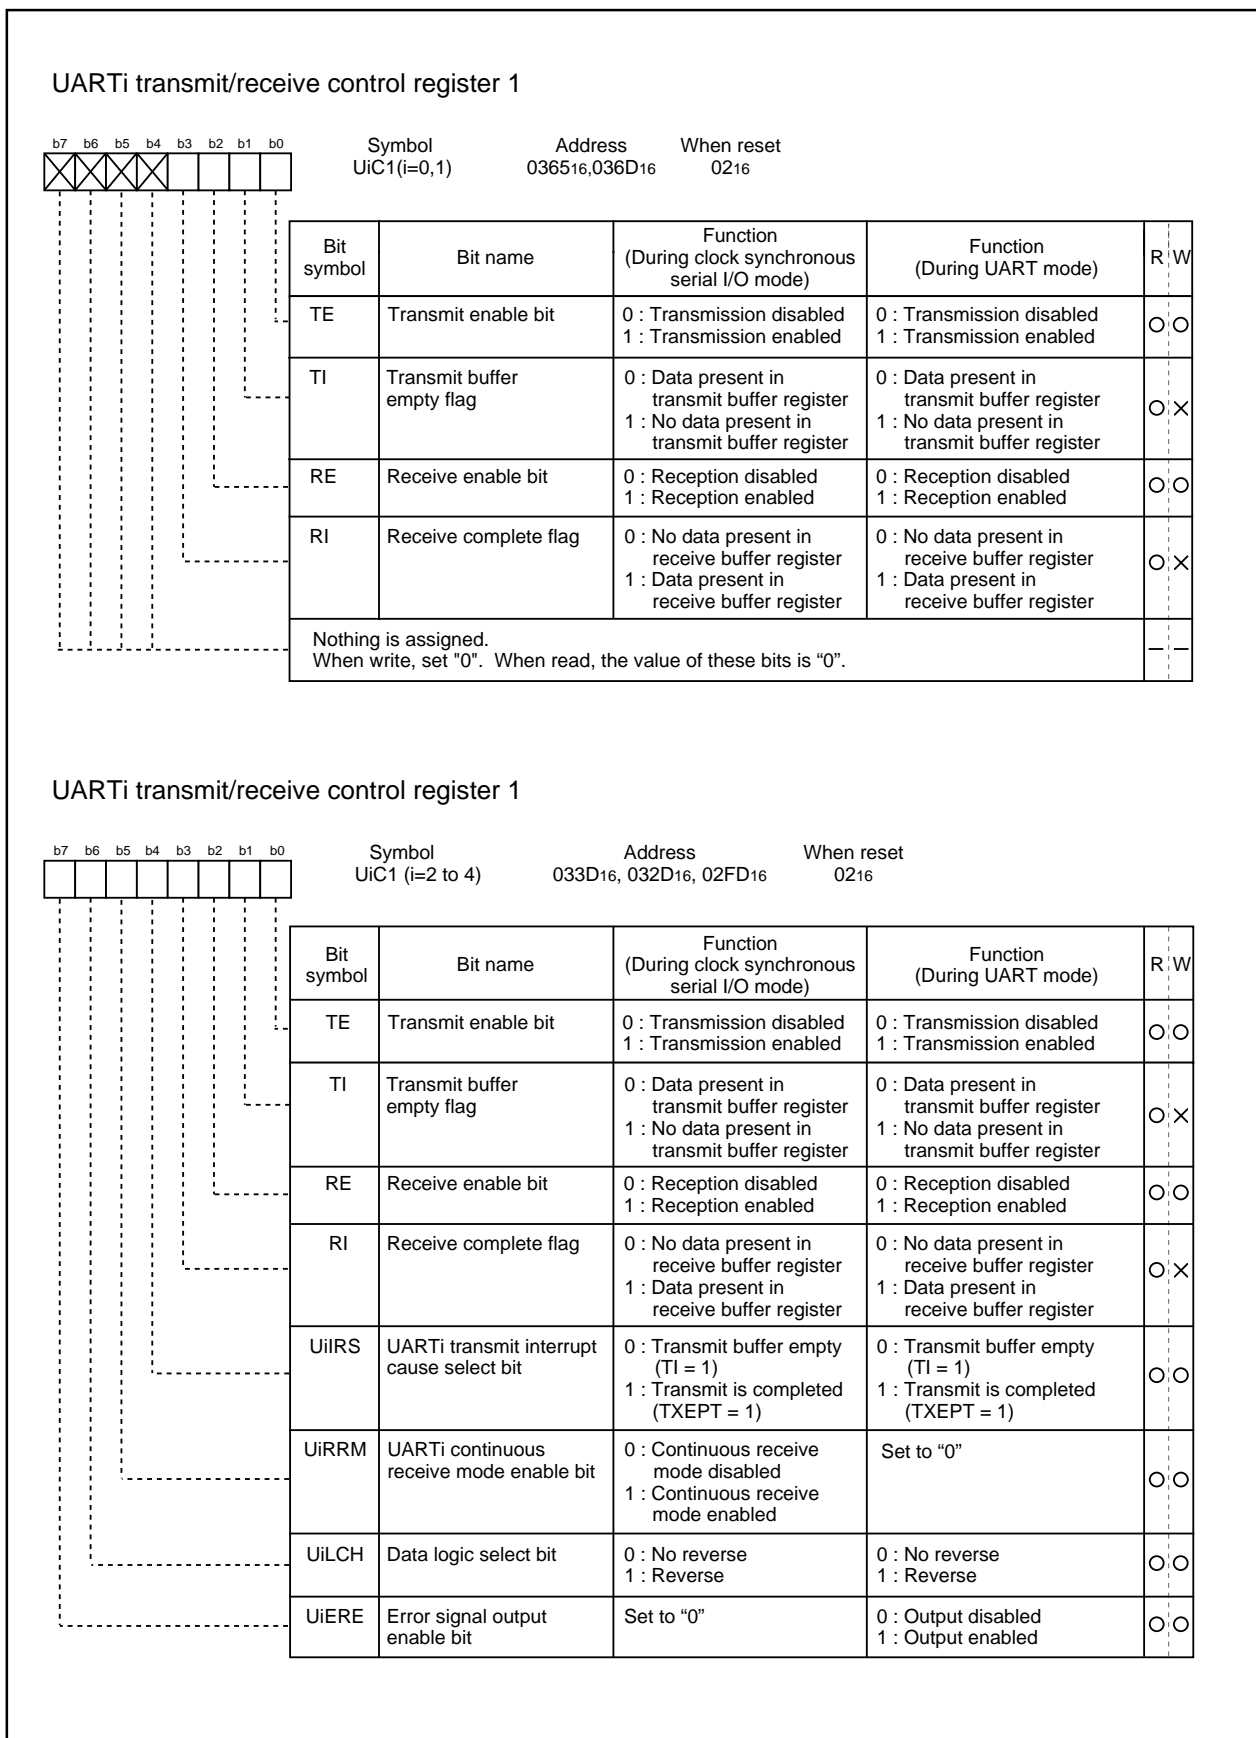 UARTi transmit/receive control register 1
b7 b6 b5 b4 b3 b2 b1 b0
Symbol Address When reset
UiC1(i=0,1) 036516,036D16 0216
Bit symbol Bit name Function (During clock synchronous serial I/O mode) Function (During UART mode) R W
TE Transmit enable bit 0 : Transmission disabled 0 : Transmission disabled
1 : Transmission enabled 1 : Transmission enabled
TI Transmit buffer 0 : Data present in 0 : Data present in
empty flag transmit buffer register transmit buffer register
1 : No data present in 1 : No data present in
transmit buffer register transmit buffer register
RE Receive enable bit 0 : Reception disabled 0 : Reception disabled
1 : Reception enabled 1 : Reception enabled
RI Receive complete flag 0 : No data present in 0 : No data present in
receive buffer register receive buffer register
1 : Data present in 1 : Data present in
receive buffer register receive buffer register
Nothing is assigned.
When write, set "0". When read, the value of these bits is “0”.
UARTi transmit/receive control register 1
b7 b6 b5 b4 b3 b2 b1 b0
Symbol Address When reset
UiC1 (i=2 to 4) 033D16, 032D16, 02FD16 0216
Bit symbol Bit name Function (During clock synchronous serial I/O mode) Function (During UART mode) R W
TE Transmit enable bit 0 : Transmission disabled 0 : Transmission disabled
1 : Transmission enabled 1 : Transmission enabled
TI Transmit buffer 0 : Data present in 0 : Data present in
empty flag transmit buffer register transmit buffer register
1 : No data present in 1 : No data present in
transmit buffer register transmit buffer register
RE Receive enable bit 0 : Reception disabled 0 : Reception disabled
1 : Reception enabled 1 : Reception enabled
RI Receive complete flag 0 : No data present in 0 : No data present in
receive buffer register receive buffer register
1 : Data present in 1 : Data present in
receive buffer register receive buffer register
UiIRS UARTi transmit interrupt 0 : Transmit buffer empty 0 : Transmit buffer empty
cause select bit (TI = 1) (TI = 1)
1 : Transmit is completed 1 : Transmit is completed
(TXEPT = 1) (TXEPT = 1)
UiRRM UARTi continuous 0 : Continuous receive Set to “0”
receive mode enable bit mode disabled
1 : Continuous receive
mode enabled
UiLCH Data logic select bit 0 : No reverse 0 : No reverse
1 : Reverse 1 : Reverse
UiERE Error signal output Set to “0” 0 : Output disabled
enable bit 1 : Output enabled